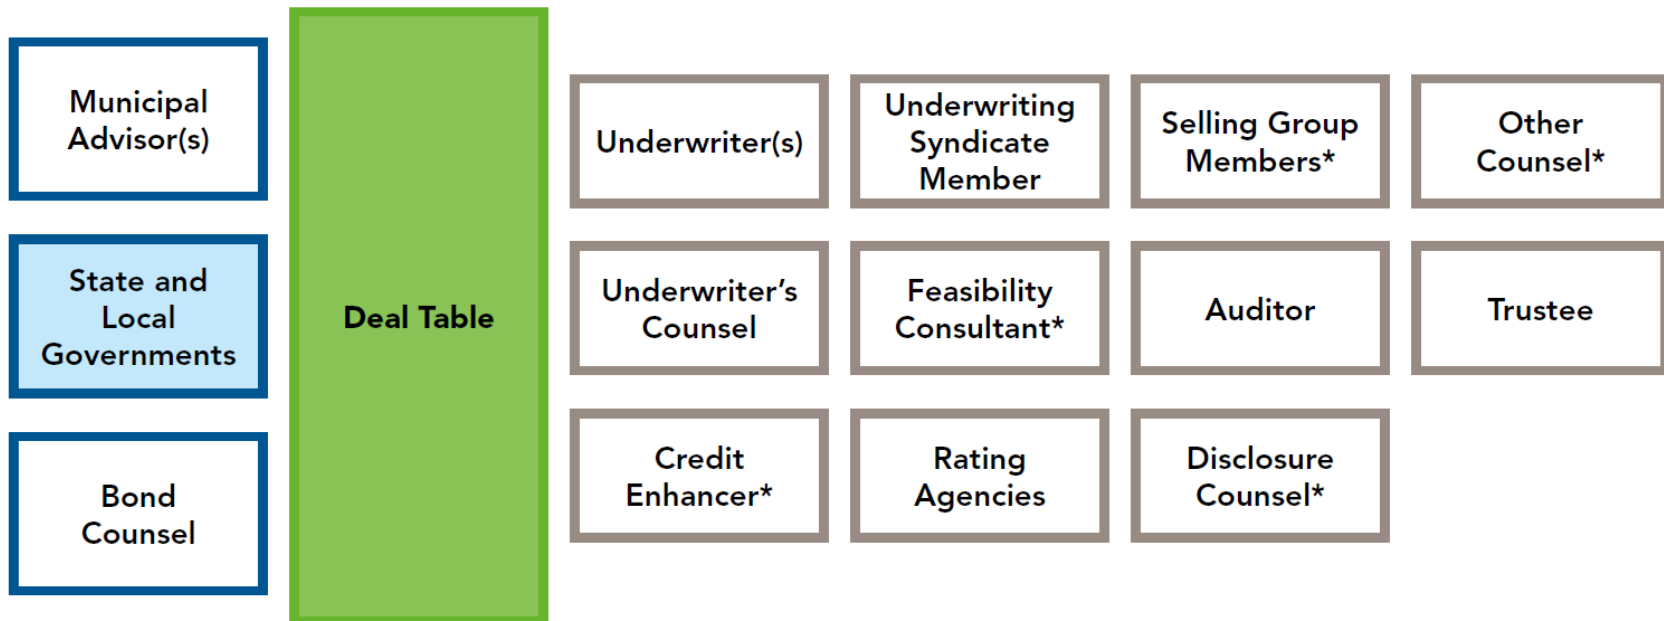 Municipal
Advisor(s)
State and
Local
Governments
Bond
Counsel
Deal Table
Underwriter(s)
Underwriting
Syndicate
Member
Selling Group
Members*
Other
Counsel*
Underwriter’s
Counsel
Feasibility
Consultant*
Auditor
Trustee
Credit
Enhancer*
Rating
Agencies
Disclosure
Counsel*